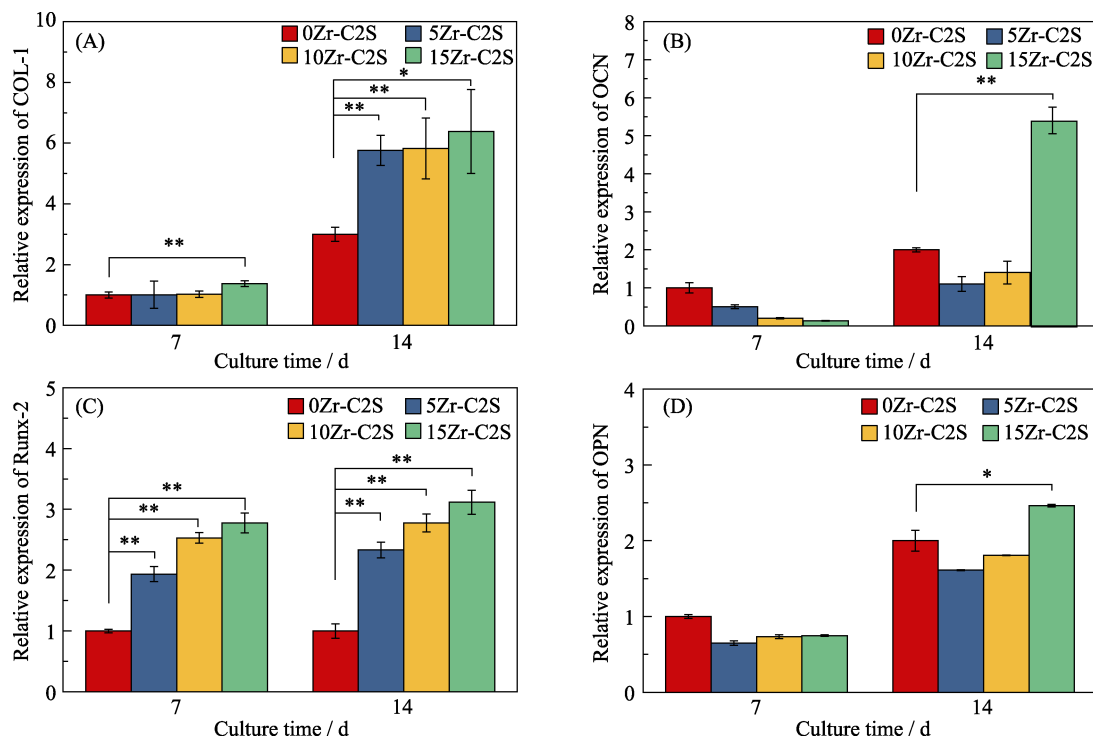 (A)
0Zr-C2S 5Zr-C2S
10Zr-C2S 15Zr-C2S
Relative expression of COL-1
10
8
6
4
2
0
**
**
**
*
7 14
Culture time / d
(B)
0Zr-C2S 5Zr-C2S
10Zr-C2S 15Zr-C2S
Relative expression of OCN
8
7
6
5
4
3
2
1
0
**
7 14
Culture time / d
(C)
0Zr-C2S 5Zr-C2S
10Zr-C2S 15Zr-C2S
Relative expression of Runx-2
5
4
3
2
1
0
**
**
**
**
**
**
7 14
Culture time / d
(D)
0Zr-C2S 5Zr-C2S
10Zr-C2S 15Zr-C2S
Relative expression of OPN
4
3
2
1
0
*
7 14
Culture time / d